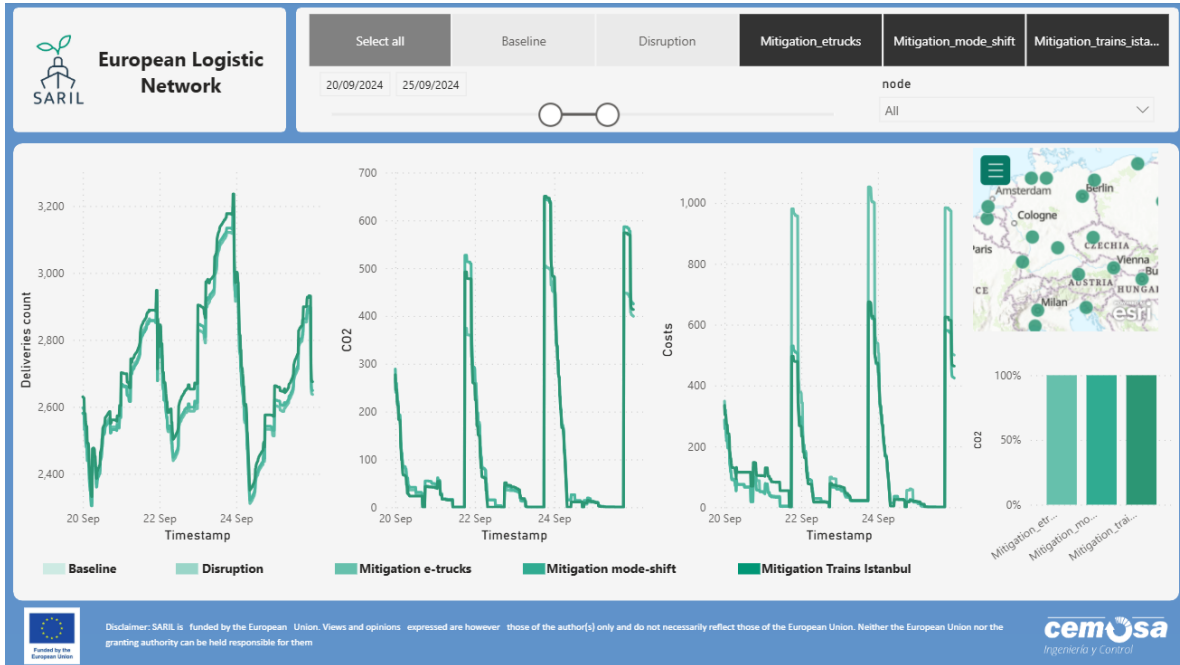 SARIL
European Logistic
Network
Select all
Baseline
Disruption
Mitigation_etrucks
Mitigation_mode_shift
Mitigation_trains_ista...
20/09/2024
25/09/2024
node
All
Deliveries count
3,200
3,000
2,800
2,600
2,400
20 Sep
22 Sep
24 Sep
Timestamp
CO2
700
600
500
400
300
200
100
0
20 Sep
22 Sep
24 Sep
Timestamp
Costs
1,000
800
600
400
200
0
20 Sep
22 Sep
24 Sep
Timestamp
Amsterdam
Berlin
Cologne
aris
CZECHIA
Vienna
Bu
AUSTRIA
HUNGAI
CE
Milan
esri
CO2
100%
50%
0%
Mitigation_etr...
Mitigation_mo...
Mitigation_trai...
Baseline
Disruption
Mitigation e-trucks
Mitigation mode-shift
Mitigation Trains Istanbul
Funded by the
European Union
Disclaimer: SARIL is funded by the European Union. Views and opinions expressed are however those of the author(s) only and do not necessarily reflect those of the European Union. Neither the European Union nor the
granting authority can be held responsible for them
cemosa
Ingeniería y Control